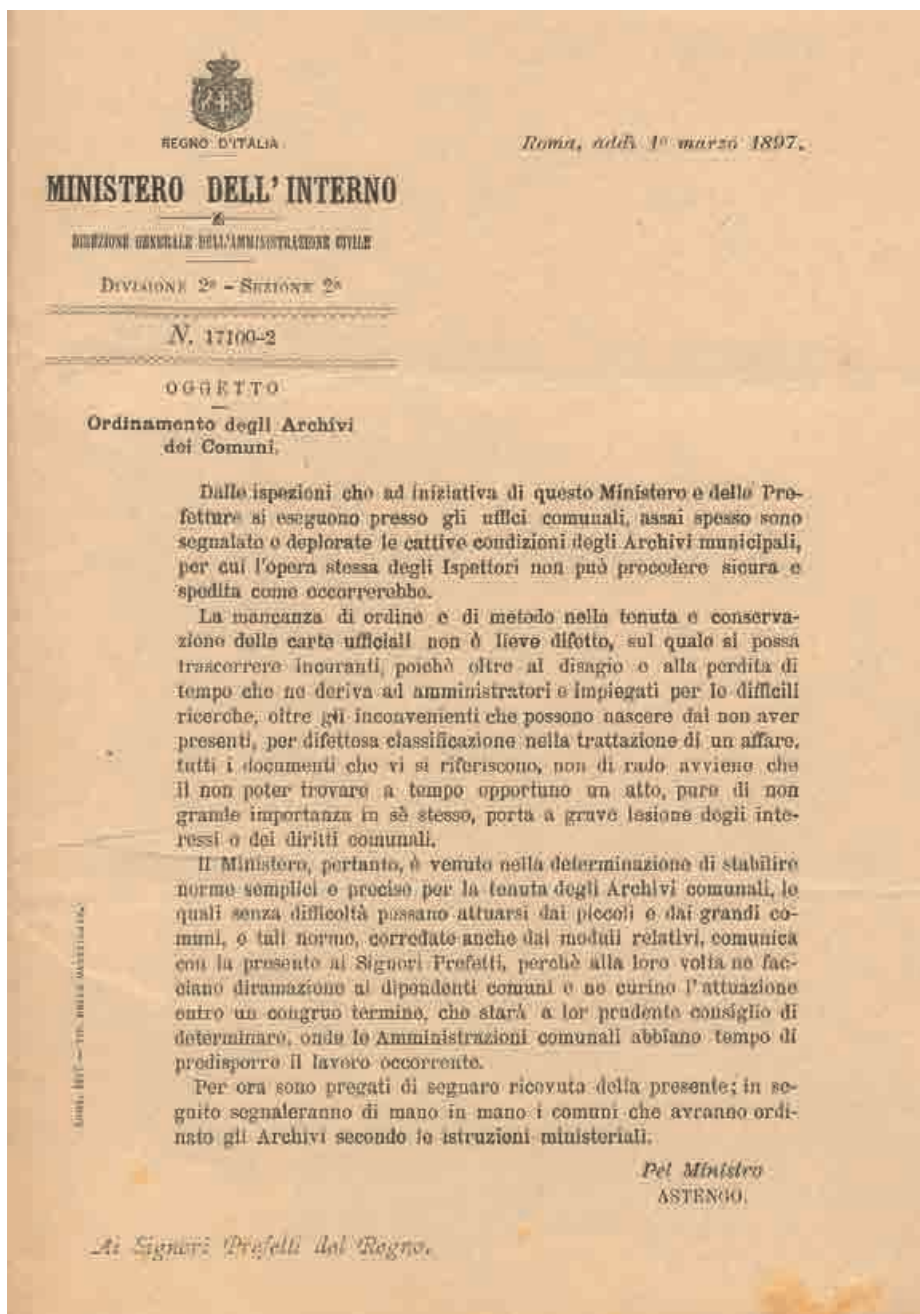 REGNO D'ITALIA
Roma, addì 1º marzo 1897.
MINISTERO DELL'INTERNO
DIREZIONE GENERALE DELL'AMMINISTRAZIONE CIVILE
DIVISIONE 2ª – SEZIONE 2ª
N. 17100-2
OGGETTO
Ordinamento degli Archivi
dei Comuni.
Dalle ispezioni che ad iniziativa di questo Ministero e delle Pre-
fetture si eseguono presso gli uffici comunali, assai spesso sono
segnalate e deplorate le cattive condizioni degli Archivi municipali,
per cui l'opera stessa degli Ispettori non può procedere sicura e
spedita come occorrerebbe.
La mancanza di ordine e di metodo nella tenuta e conserva-
zione delle carte ufficiali non è lieve difetto, sul quale si possa
trascorrere incuranti, poichè oltre al disagio e alla perdita di
tempo che ne deriva ad amministratori e impiegati per le difficili
ricerche, oltre gli inconvenienti che possono nascere dal non aver
presenti, per difettosa classificazione nella trattazione di un affare,
tutti i documenti che vi si riferiscono, non di rado avviene che
il non poter trovare a tempo opportuno un atto, pure di non
grande importanza in sè stesso, porta a grave lesione degli inte-
ressi e dei diritti comunali.
Il Ministero, pertanto, è venuto nella determinazione di stabilire
norme semplici e precise per la tenuta degli Archivi comunali, le
quali senza difficoltà possano attuarsi dai piccoli e dai grandi co-
muni, e tali norme, corredate anche dai moduli relativi, comunica
con la presente ai Signori Prefetti, perchè alla loro volta ne fac-
ciano diramazione ai dipendenti comuni e ne curino l'attuazione
entro un congruo termine, che starà a lor prudente consiglio di
determinare, onde le Amministrazioni comunali abbiano tempo di
predisporre il lavoro occorrente.
Per ora sono pregati di segnare ricevuta della presente; in se-
guito segnaleranno di mano in mano i comuni che avranno ordi-
nato gli Archivi secondo le istruzioni ministeriali.
Pel Ministro
ASTENGO.
Ai Signori Prefetti del Regno.